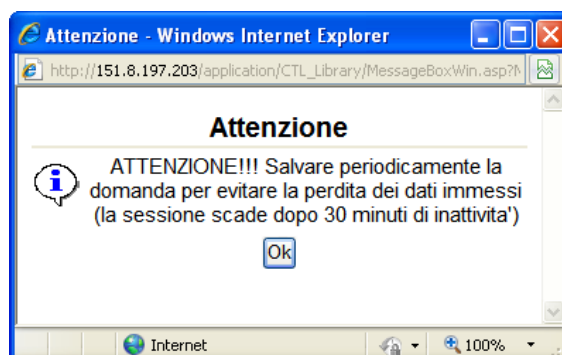 Attenzione - Windows Internet Explorer
http://151.8.197.203/application/CTL_Library/MessageBoxWin.asp?
Attenzione
ATTENZIONE!!! Salvare periodicamente la
domanda per evitare la perdita dei dati immessi
(la sessione scade dopo 30 minuti di inattivita')
Ok
Internet
100%